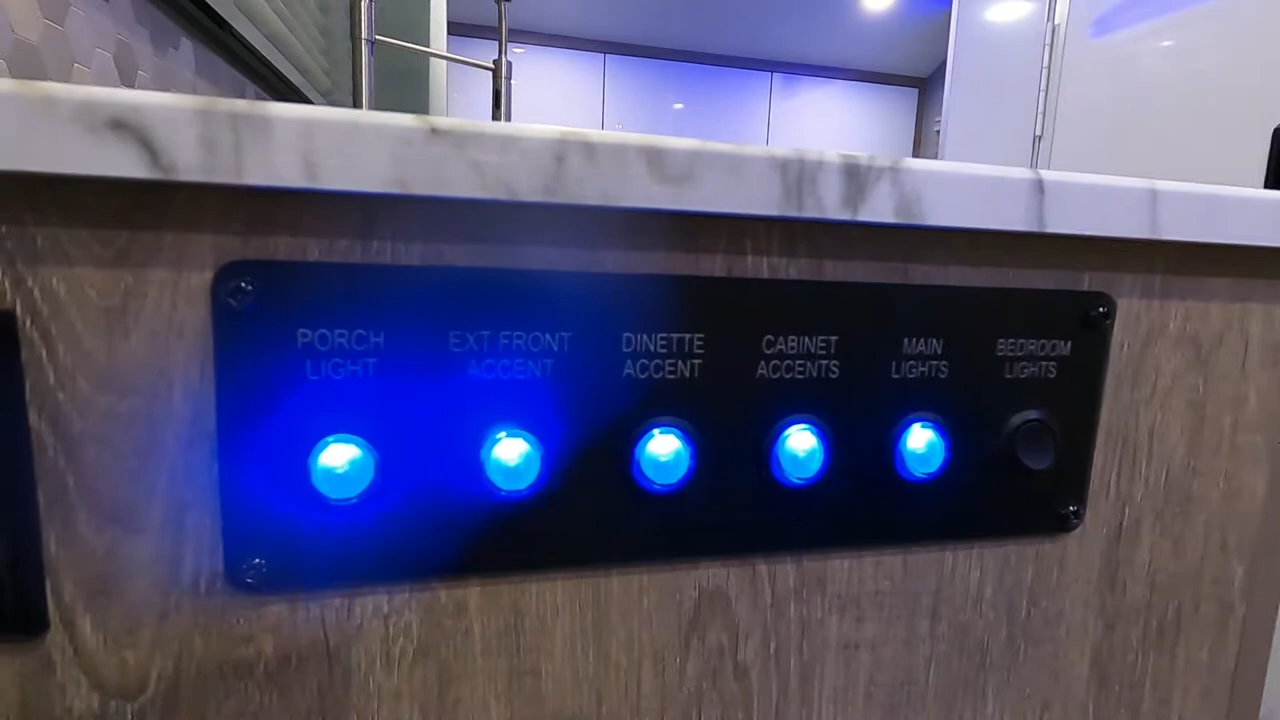 PORCH
LIGHT
EXT FRONT
ACCENT
DINETTE
ACCENT
CABINET
ACCENTS
MAIN
LIGHTS
BEDROOM
LIGHTS